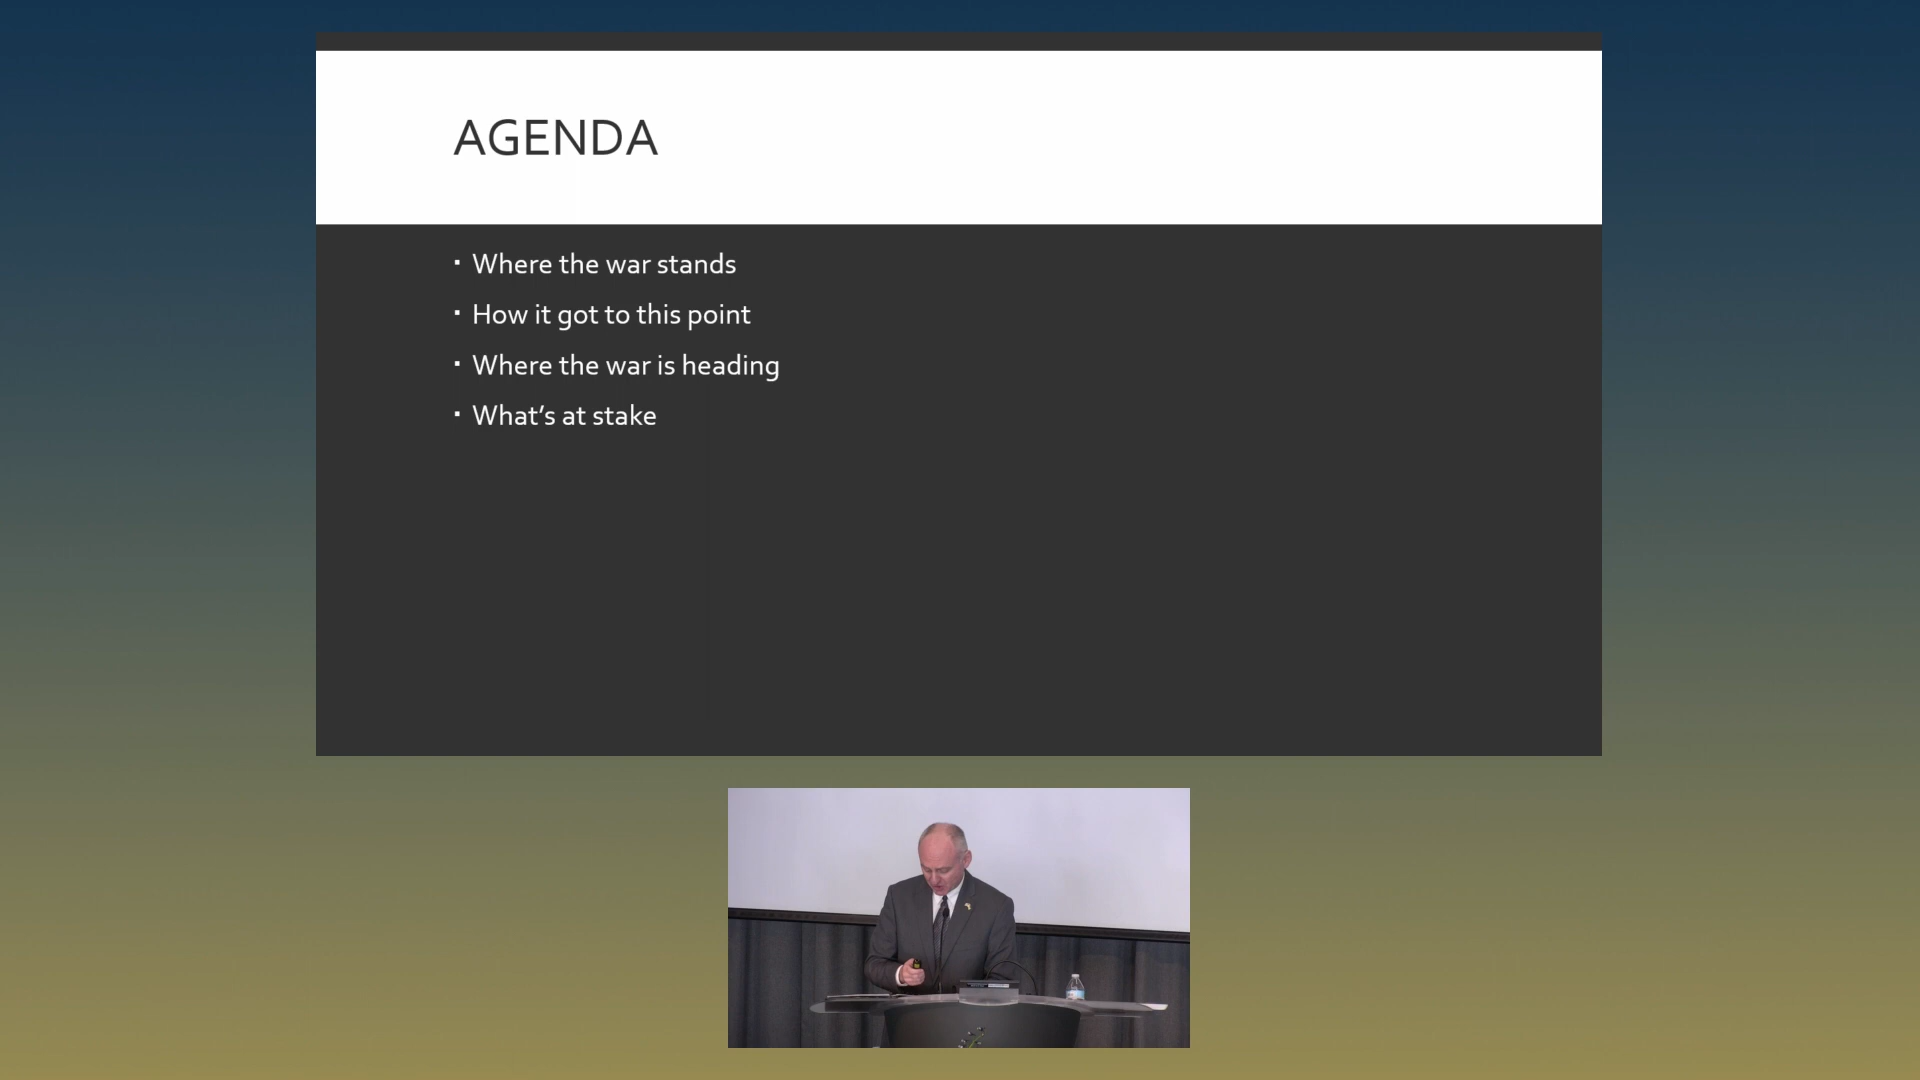 AGENDA
▪ Where the war stands
▪ How it got to this point
▪ Where the war is heading
▪ What’s at stake